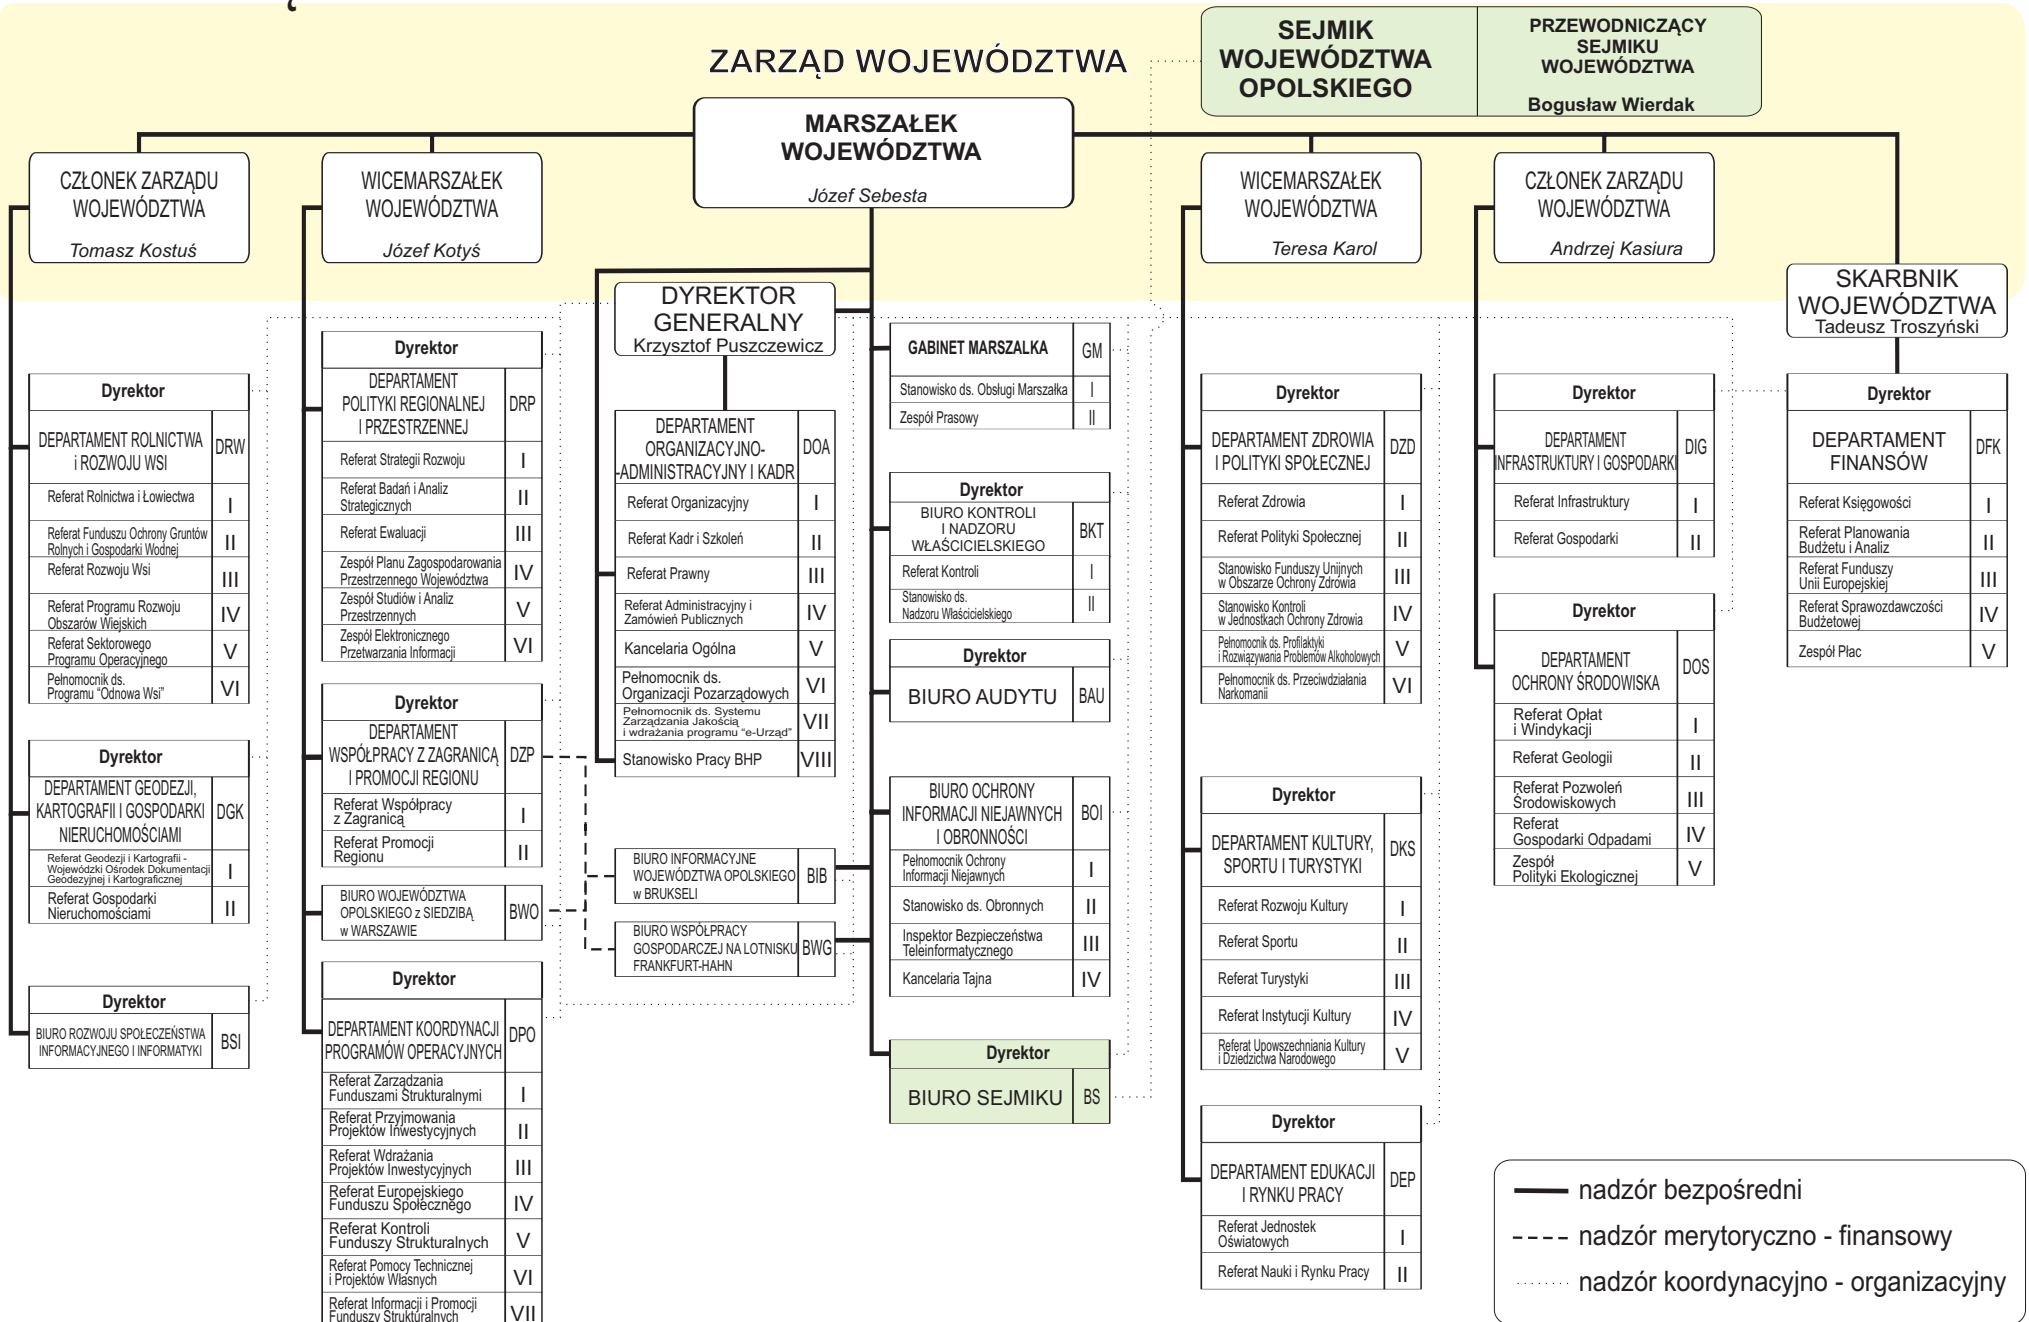 ZARZĄD WOJEWÓDZTWA
SEJMIK
WOJEWÓDZTWA
OPOLSKIEGO
PRZEWODNICZĄCY
SEJMIKU
WOJEWÓDZTWA
Bogusław Wierdak
MARSZAŁEK
WOJEWÓDZTWA
Józef Sebesta
CZŁONEK ZARZĄDU
WOJEWÓDZTWA
Tomasz Kostuś
WICEMARSZAŁEK
WOJEWÓDZTWA
Józef Kotyś
WICEMARSZAŁEK
WOJEWÓDZTWA
Teresa Karol
CZŁONEK ZARZĄDU
WOJEWÓDZTWA
Andrzej Kasiura
SKARBNIK
WOJEWÓDZTWA
Tadeusz Troszyński
DYREKTOR
GENERALNY
Krzysztof Puszczewicz
Dyrektor
DEPARTAMENT ROLNICTWA
i ROZWOJU WSI
DRW
Referat Rolnictwa i Łowiectwa
I
Referat Funduszu Ochrony Gruntów
Rolnych i Gospodarki Wodnej
II
Referat Rozwoju Wsi
III
Referat Programu Rozwoju
Obszarów Wiejskich
IV
Referat Sektorowego
Programu Operacyjnego
V
Pełnomocnik ds.
Programu “Odnowa Wsi”
VI
Dyrektor
DEPARTAMENT GEODEZJI,
KARTOGRAFII I GOSPODARKI
NIERUCHOMOŚCIAMI
DGK
Referat Geodezji i Kartografii -
Wojewódzki Ośrodek Dokumentacji
Geodezyjnej i Kartograficznej
I
Referat Gospodarki
Nieruchomościami
II
Dyrektor
BIURO ROZWOJU SPOŁECZEŃSTWA
INFORMACYJNEGO I INFORMATYKI
BSI
Dyrektor
DEPARTAMENT
POLITYKI REGIONALNEJ
I PRZESTRZENNEJ
DRP
Referat Strategii Rozwoju
I
Referat Badań i Analiz
Strategicznych
II
Referat Ewaluacji
III
Zespół Planu Zagospodarowania
Przestrzennego Województwa
IV
Zespół Studiów i Analiz
Przestrzennych
V
Zespół Elektronicznego
Przetwarzania Informacji
VI
Dyrektor
DEPARTAMENT
WSPÓŁPRACY Z ZAGRANICĄ
I PROMOCJI REGIONU
DZP
Referat Współpracy
z Zagranicą
I
Referat Promocji
Regionu
II
BIURO WOJEWÓDZTWA
OPOLSKIEGO z SIEDZIBĄ
w WARSZAWIE
BWO
Dyrektor
DEPARTAMENT KOORDYNACJI
PROGRAMÓW OPERACYJNYCH
DPO
Referat Zarządzania
Funduszami Strukturalnymi
I
Referat Przyjmowania
Projektów Inwestycyjnych
II
Referat Wdrażania
Projektów Inwestycyjnych
III
Referat Europejskiego
Funduszu Społecznego
IV
Referat Kontroli
Funduszy Strukturalnych
V
Referat Pomocy Technicznej
i Projektów Własnych
VI
Referat Informacji i Promocji
Funduszy Strukturalnych
VII
DEPARTAMENT
ORGANIZACYJNO-
-ADMINISTRACYJNY I KADR
DOA
Referat Organizacyjny
I
Referat Kadr i Szkoleń
II
Referat Prawny
III
Referat Administracyjny i
Zamówień Publicznych
IV
Kancelaria Ogólna
V
Pełnomocnik ds.
Organizacji Pozarządowych
VI
Pełnomocnik ds. Systemu
Zarządzania Jakością
i wdrażania programu “e-Urząd”
VII
Stanowisko Pracy BHP
VIII
BIURO INFORMACYJNE
WOJEWÓDZTWA OPOLSKIEGO
w BRUKSELI
BIB
BIURO WSPÓŁPRACY
GOSPODARCZEJ NA LOTNISKU
FRANKFURT-HAHN
BWG
GABINET MARSZALKA
GM
Stanowisko ds. Obsługi Marszałka
I
Zespół Prasowy
II
Dyrektor
BIURO KONTROLI
I NADZORU
WŁAŚCICIELSKIEGO
BKT
Referat Kontroli
I
Stanowisko ds.
Nadzoru Właścicielskiego
II
Dyrektor
BIURO AUDYTU
BAU
BIURO OCHRONY
INFORMACJI NIEJAWNYCH
I OBRONNOŚCI
BOI
Pełnomocnik Ochrony
Informacji Niejawnych
I
Stanowisko ds. Obronnych
II
Inspektor Bezpieczeństwa
Teleinformatycznego
III
Kancelaria Tajna
IV
Dyrektor
BIURO SEJMIKU
BS
Dyrektor
DEPARTAMENT ZDROWIA
I POLITYKI SPOŁECZNEJ
DZD
Referat Zdrowia
I
Referat Polityki Społecznej
II
Stanowisko Funduszy Unijnych
w Obszarze Ochrony Zdrowia
III
Stanowisko Kontroli
w Jednostkach Ochrony Zdrowia
IV
Pełnomocnik ds. Profilaktyki
i Rozwiązywania Problemów Alkoholowych
V
Pełnomocnik ds. Przeciwdziałania
Narkomanii
VI
Dyrektor
DEPARTAMENT KULTURY,
SPORTU I TURYSTYKI
DKS
Referat Rozwoju Kultury
I
Referat Sportu
II
Referat Turystyki
III
Referat Instytucji Kultury
IV
Referat Upowszechniania Kultury
i Dziedzictwa Narodowego
V
Dyrektor
DEPARTAMENT EDUKACJI
I RYNKU PRACY
DEP
Referat Jednostek
Oświatowych
I
Referat Nauki i Rynku Pracy
II
Dyrektor
DEPARTAMENT
INFRASTRUKTURY I GOSPODARKI
DIG
Referat Infrastruktury
I
Referat Gospodarki
II
Dyrektor
DEPARTAMENT
OCHRONY ŚRODOWISKA
DOS
Referat Opłat
i Windykacji
I
Referat Geologii
II
Referat Pozwoleń
Środowiskowych
III
Referat
Gospodarki Odpadami
IV
Zespół
Polityki Ekologicznej
V
Dyrektor
DEPARTAMENT
FINANSÓW
DFK
Referat Księgowości
I
Referat Planowania
Budżetu i Analiz
II
Referat Funduszy
Unii Europejskiej
III
Referat Sprawozdawczości
Budżetowej
IV
Zespół Płac
V
nadzór bezpośredni
nadzór merytoryczno - finansowy
nadzór koordynacyjno - organizacyjny